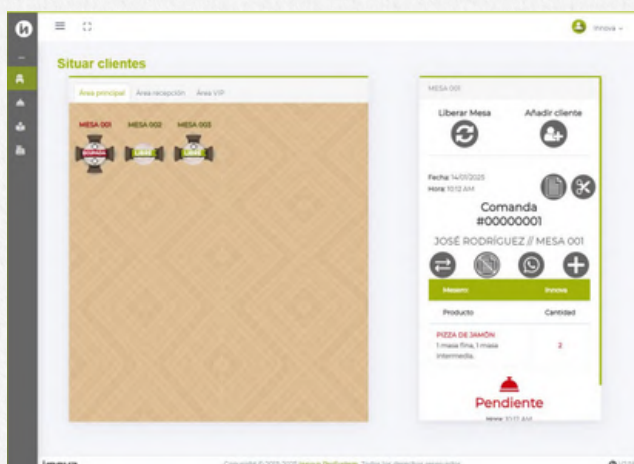 Innova
Situar clientes
Área principal
Área recepción
Área VIP
MESA 001
MESA 002
MESA 003
MESA 001
Liberar Mesa
Añadir cliente
Fecha: 14/01/2025
Hora: 10:12 AM
Comanda
#00000001
JOSÉ RODRÍGUEZ // MESA 001
Mesero
Innova
Producto
Cantidad
PIZZA DE JAMÓN
1 masa fina, 1 masa
intermedia.
2
Pendiente